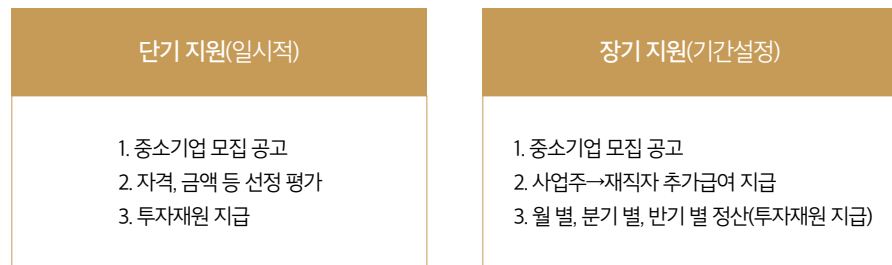 단기 지원(일시적)
1. 중소기업 모집 공고
2. 자격, 금액 등 선정 평가
3. 투자재원 지급
장기 지원(기간설정)
1. 중소기업 모집 공고
2. 사업주→재직자 추가급여 지급
3. 월 별, 분기 별, 반기 별 정산(투자재원 지급)